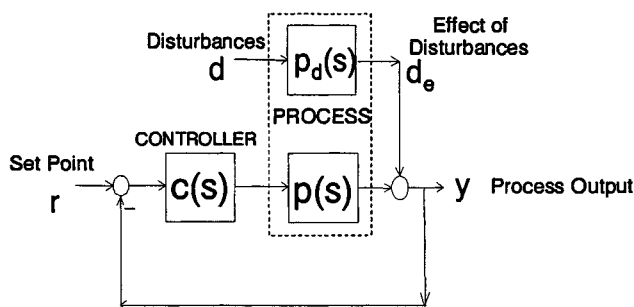 Disturbances
d
p_d(s)
Effect of
Disturbances
d_e
PROCESS
CONTROLLER
Set Point
r
−
c(s)
p(s)
y
Process Output